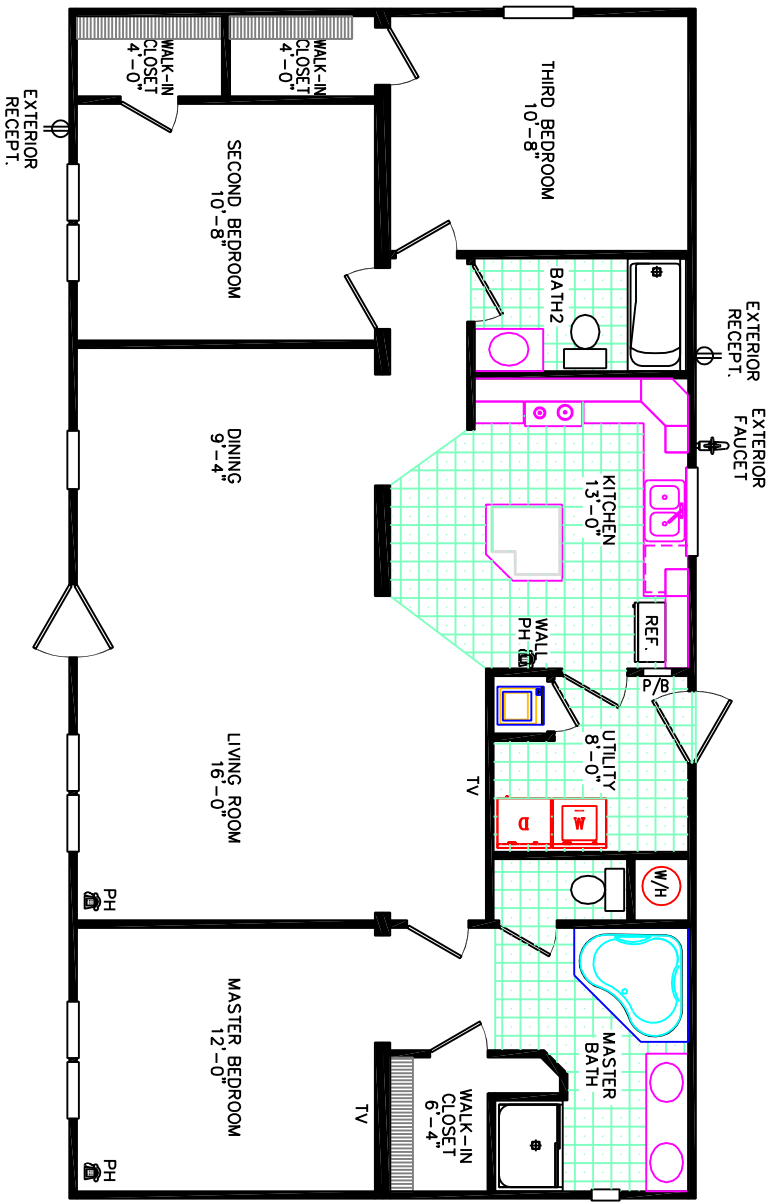 WALK-IN
CLOSET
4'-0"
WALK-IN
CLOSET
4'-0"
THIRD BEDROOM
10'-8"
EXTERIOR
RECEPT.
SECOND BEDROOM
10'-8"
BATH2
EXTERIOR
RECEPT.
EXTERIOR
FAUCET
DINING
9'-4"
KITCHEN
13'-0"
REF.
WALL
PH
P/B
UTILITY
8'-0"
LIVING ROOM
16'-0"
TV
D
W
W/H
PH
MASTER BEDROOM
12'-0"
MASTER
BATH
WALK-IN
CLOSET
6'-4"
TV
PH